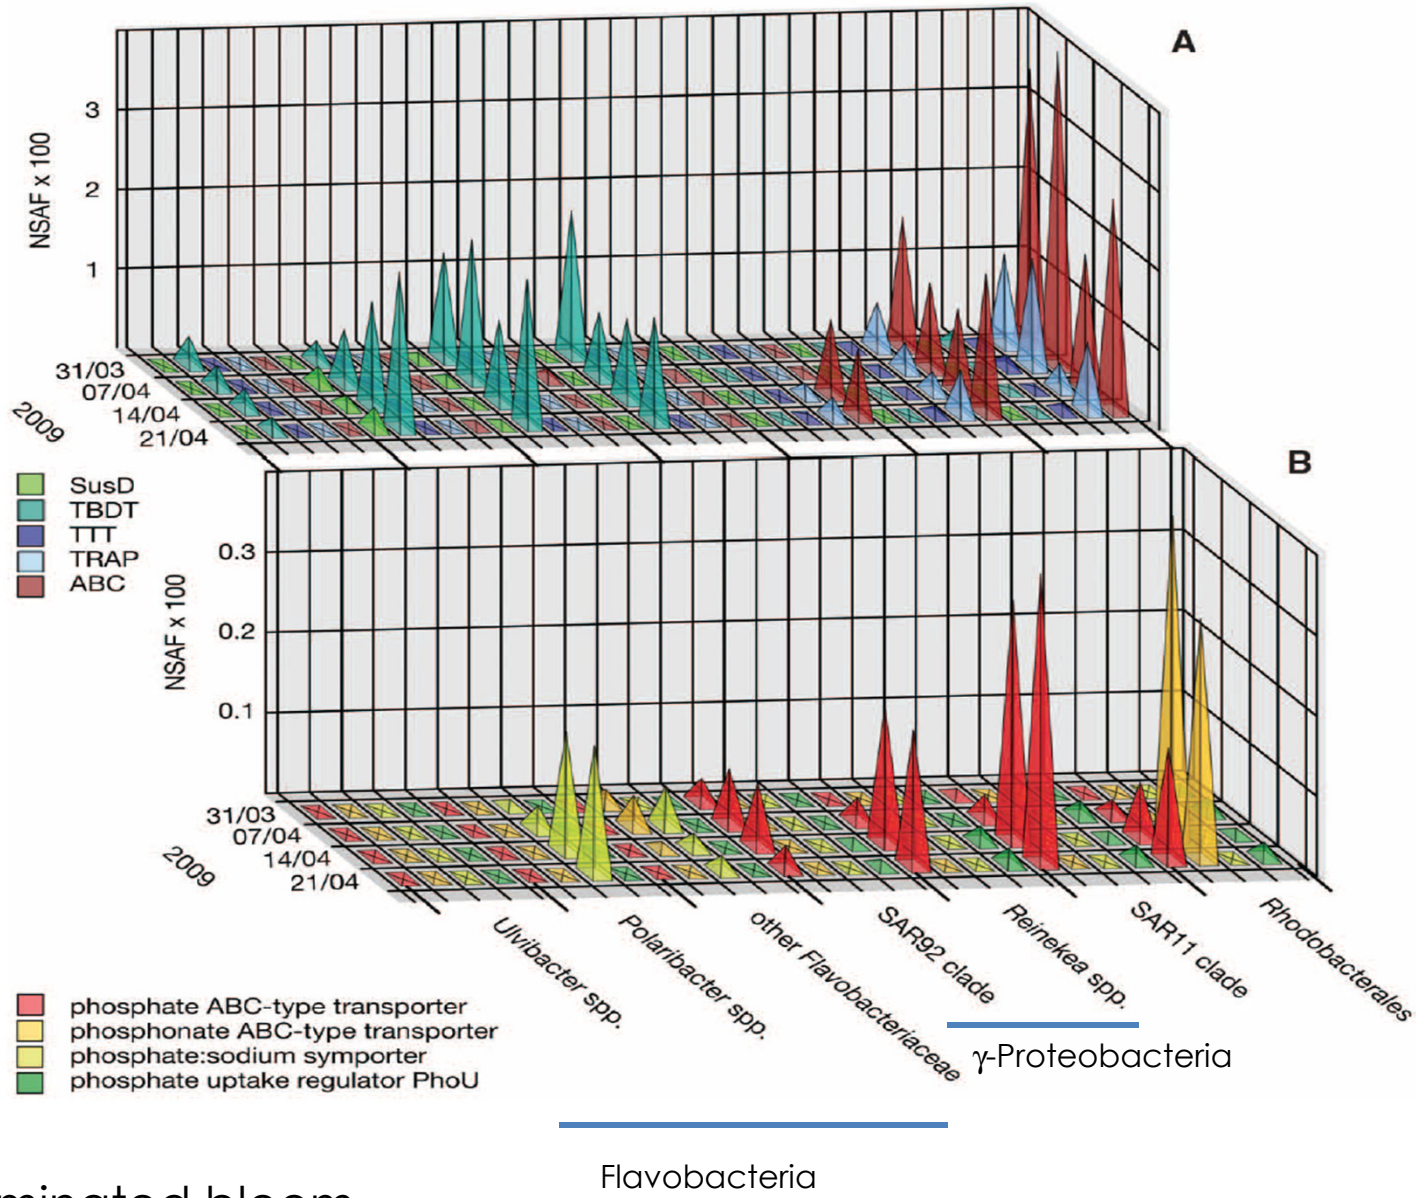 A
3
2
1
NSAF x 100
31/03
07/04
14/04
21/04
2009
SusD
TBDT
TTT
TRAP
ABC
B
0.3
0.2
0.1
NSAF x 100
31/03
07/04
14/04
21/04
2009
Ulvibacter spp.
Polaribacter spp.
other Flavobacteriaceae
SAR92 clade
Reinekea spp.
SAR11 clade
Rhodobacterales
phosphate ABC-type transporter
phosphonate ABC-type transporter
phosphate:sodium symporter
phosphate uptake regulator PhoU
γ-Proteobacteria
Flavobacteria